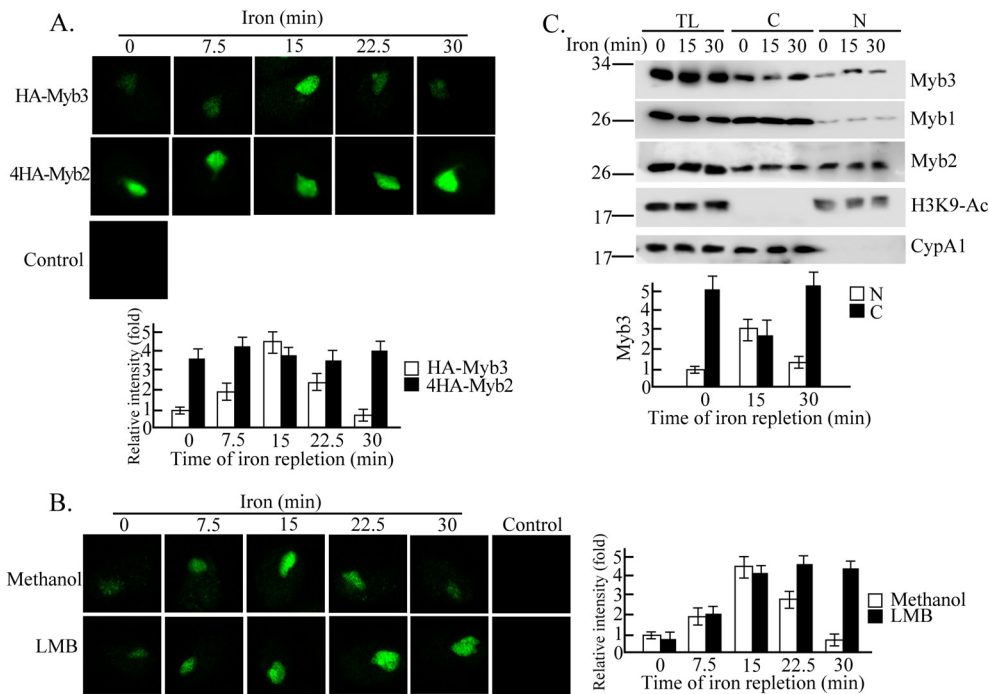 A.
Iron (min)
0 7.5 15 22.5 30
HA-Myb3
4HA-Myb2
Control
Relative intensity (fold)
5
4
3
2
1
0
HA-Myb3
4HA-Myb2
0 7.5 15 22.5 30
Time of iron repletion (min)
B.
Iron (min)
0 7.5 15 22.5 30 Control
Methanol
LMB
Relative intensity (fold)
5
4
3
2
1
0
Methanol
LMB
0 7.5 15 22.5 30
Time of iron repletion (min)
C.
TL C N
Iron (min) 0 15 30 0 15 30 0 15 30
34 Myb3
26 Myb1
26 Myb2
17 H3K9-Ac
17 CypA1
Myb3
5
4
3
2
1
0
N
C
0 15 30
Time of iron repletion (min)